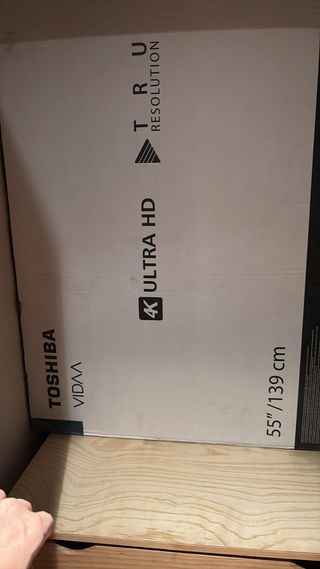 TOSHIBA
VIDAA
4K ULTRA HD
TRU
RESOLUTION
55"/139 cm